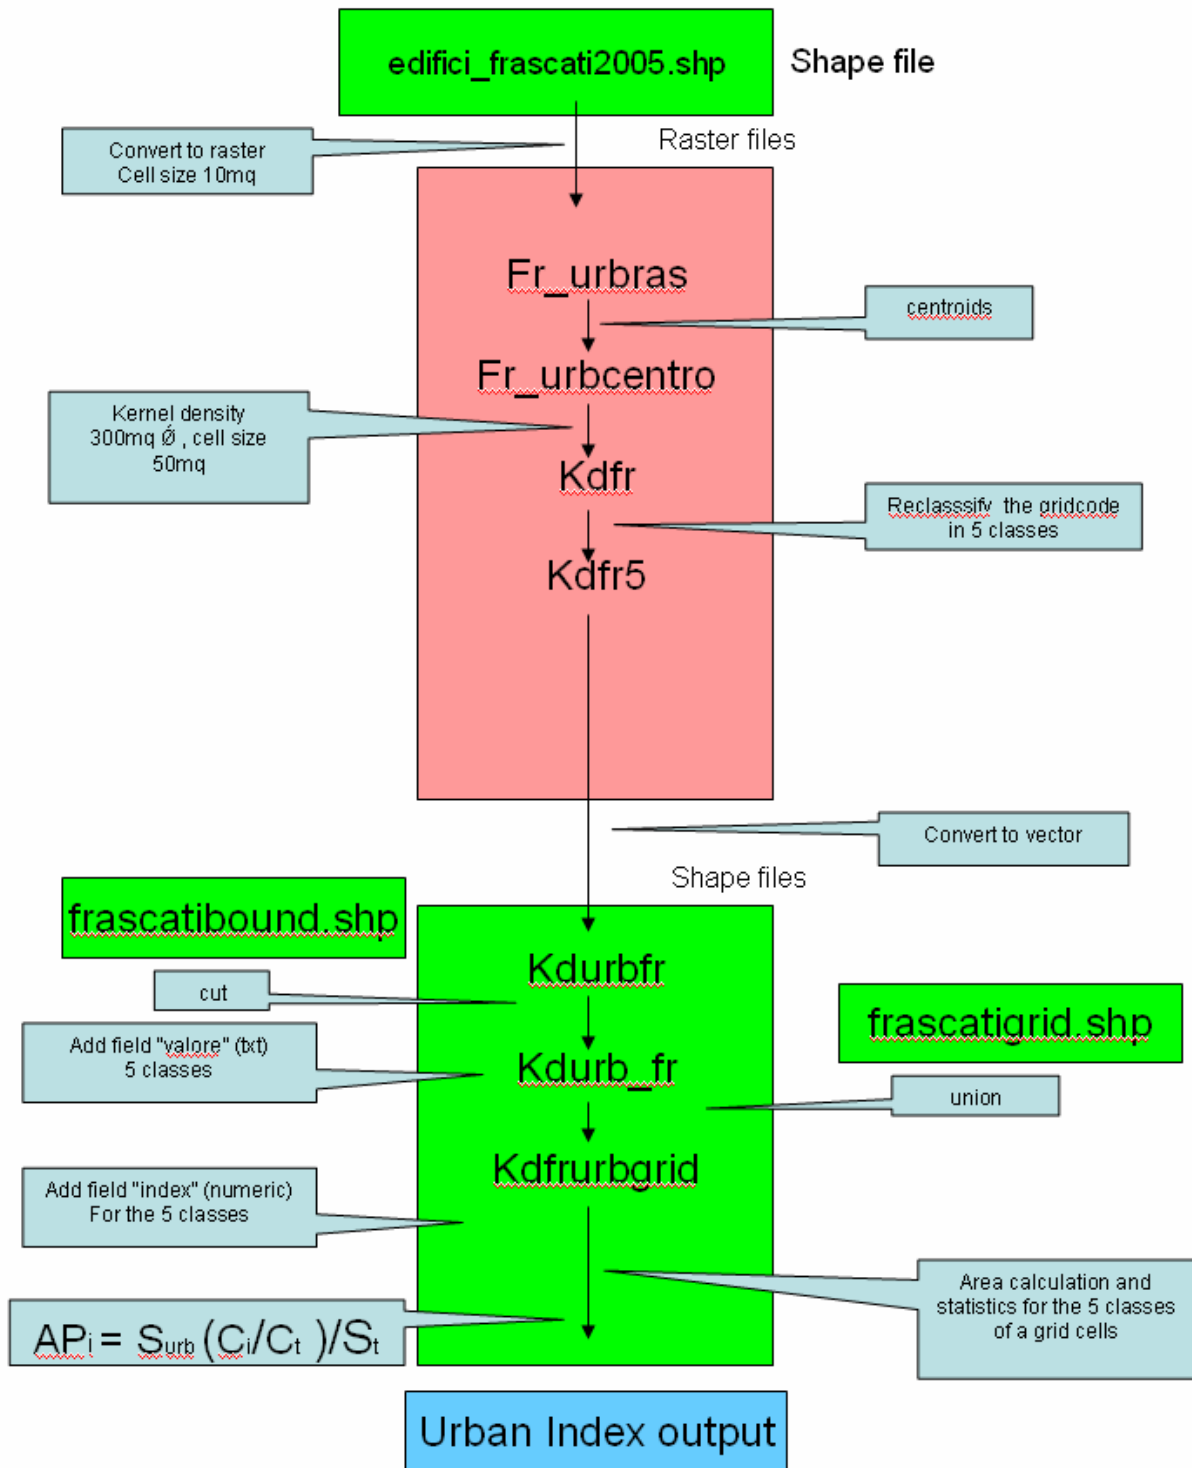 edifici_frascati2005.shp
Shape file
Convert to raster
Cell size 10mq
Raster files
Fr_urbras
centroids
Fr_urbcentro
Kernel density
300mq Ǿ , cell size
50mq
Kdfr
Reclasssify the gridcode
in 5 classes
Kdfr5
Convert to vector
Shape files
frascatibound.shp
Kdurbfr
cut
frascatigrid.shp
Add field "valore" (txt)
5 classes
Kdurb_fr
union
Kdfrurbgrid
Add field "index" (numeric)
For the 5 classes
Area calculation and
statistics for the 5 classes
of a grid cells
APi = Surb (Ci/Ct )/St
Urban Index output